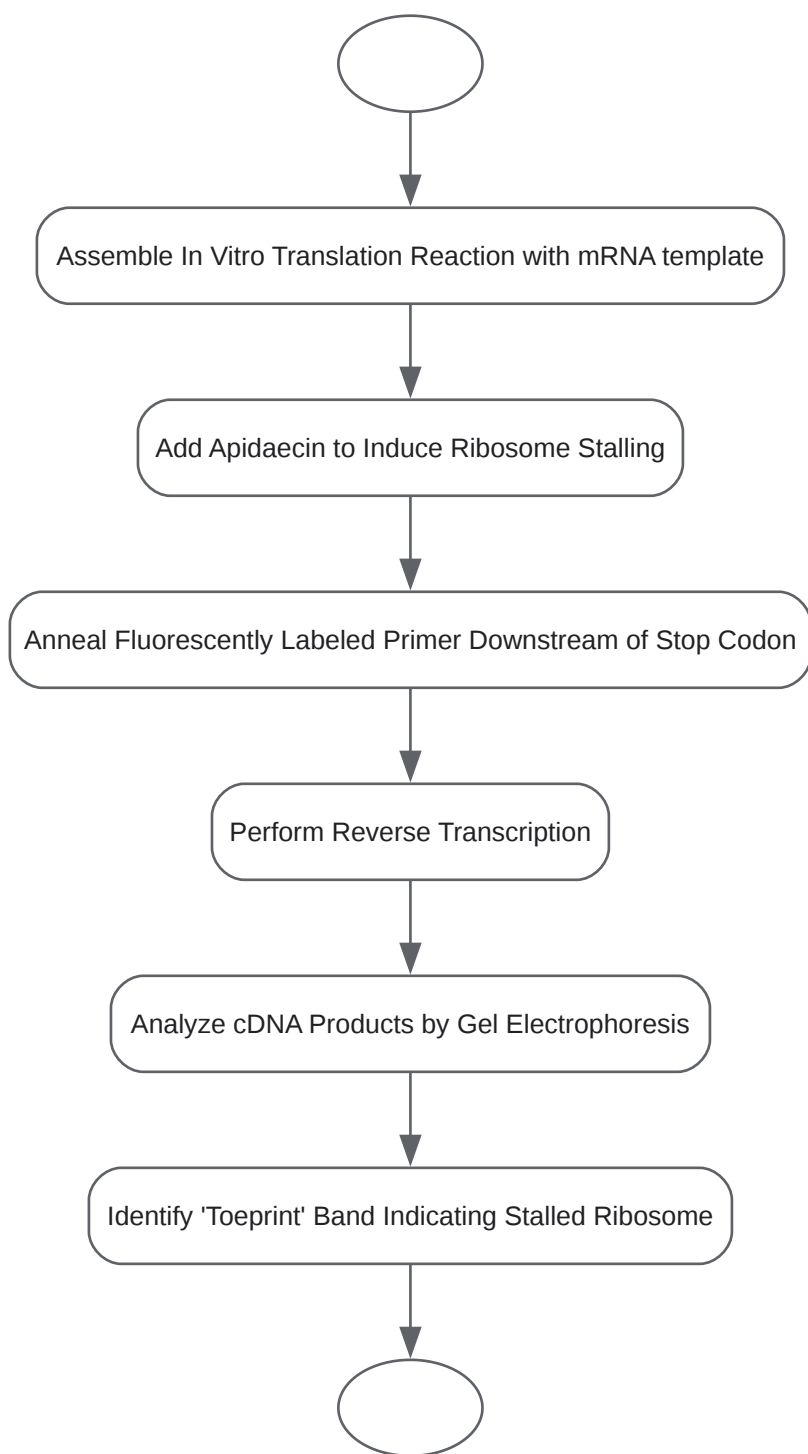 Assemble In Vitro Translation Reaction with mRNA template
Add Apidaecin to Induce Ribosome Stalling
Anneal Fluorescently Labeled Primer Downstream of Stop Codon
Perform Reverse Transcription
Analyze cDNA Products by Gel Electrophoresis
Identify 'Toeprint' Band Indicating Stalled Ribosome